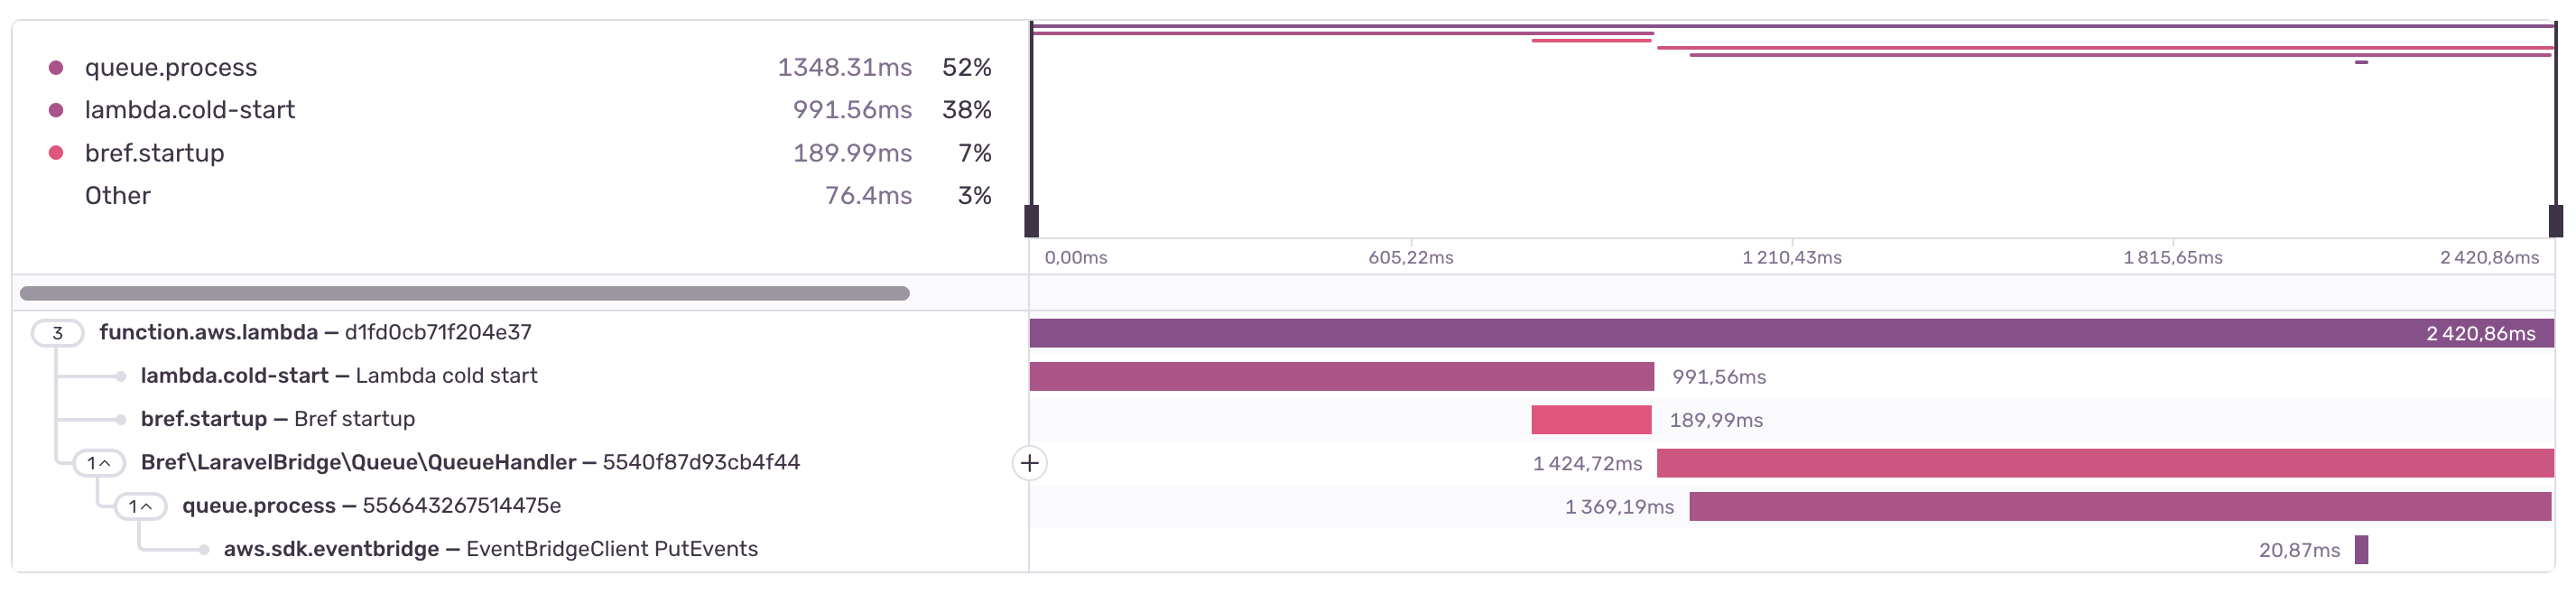 queue.process 1348.31ms 52%
lambda.cold-start 991.56ms 38%
bref.startup 189.99ms 7%
Other 76.4ms 3%
0,00ms 605,22ms 1 210,43ms 1 815,65ms 2 420,86ms
3 function.aws.lambda — d1fd0cb71f204e37 2 420,86ms
lambda.cold-start — Lambda cold start 991,56ms
bref.startup — Bref startup 189,99ms
1 Bref\LaravelBridge\Queue\QueueHandler — 5540f87d93cb4f44 1 424,72ms
1 queue.process — 556643267514475e 1 369,19ms
aws.sdk.eventbridge — EventBridgeClient PutEvents 20,87ms